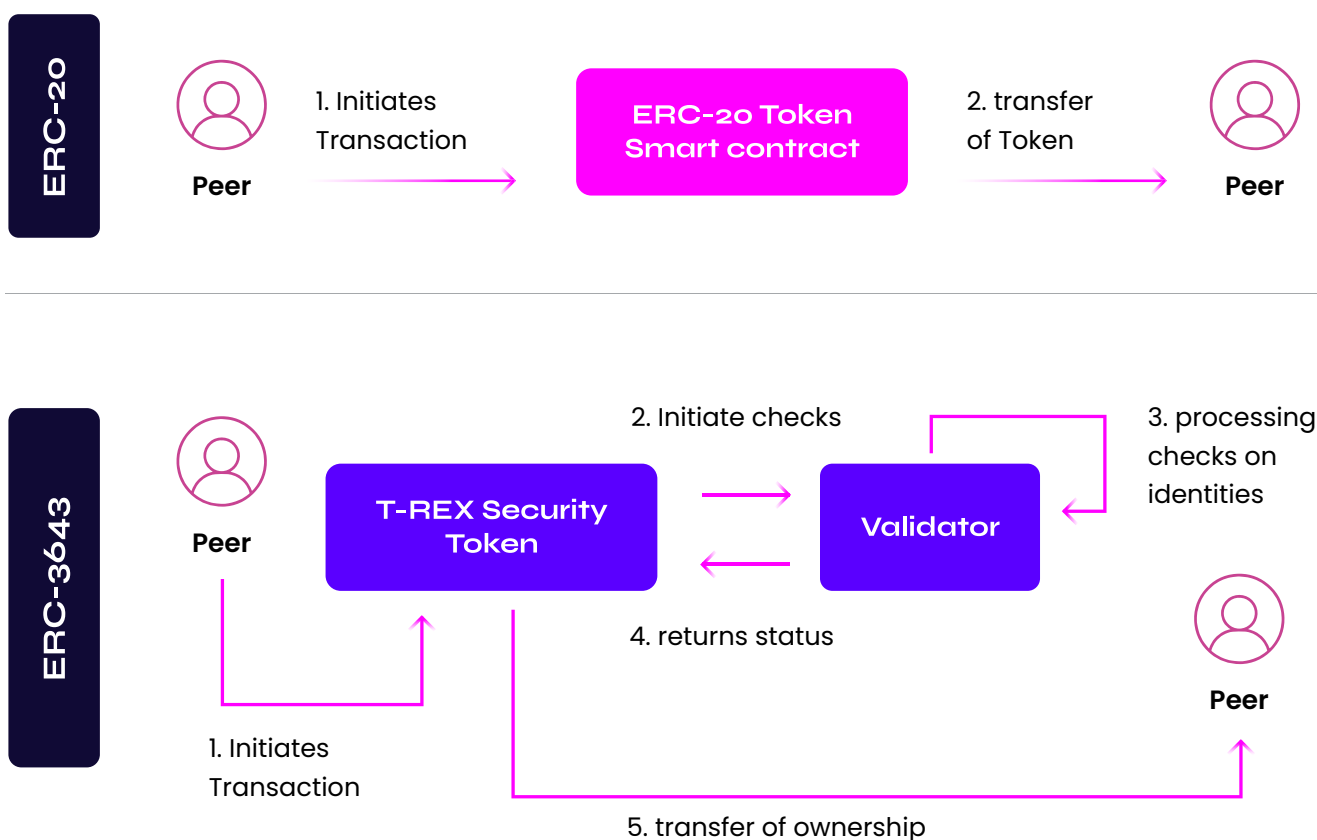 ERC-20
1. Initiates
Transaction
ERC-20 Token
Smart contract
2. transfer
of Token
Peer
Peer
ERC-3643
2. Initiate checks
3. processing
checks on
identities
T-REX Security
Token
Validator
Peer
4. returns status
Peer
1. Initiates
Transaction
5. transfer of ownership